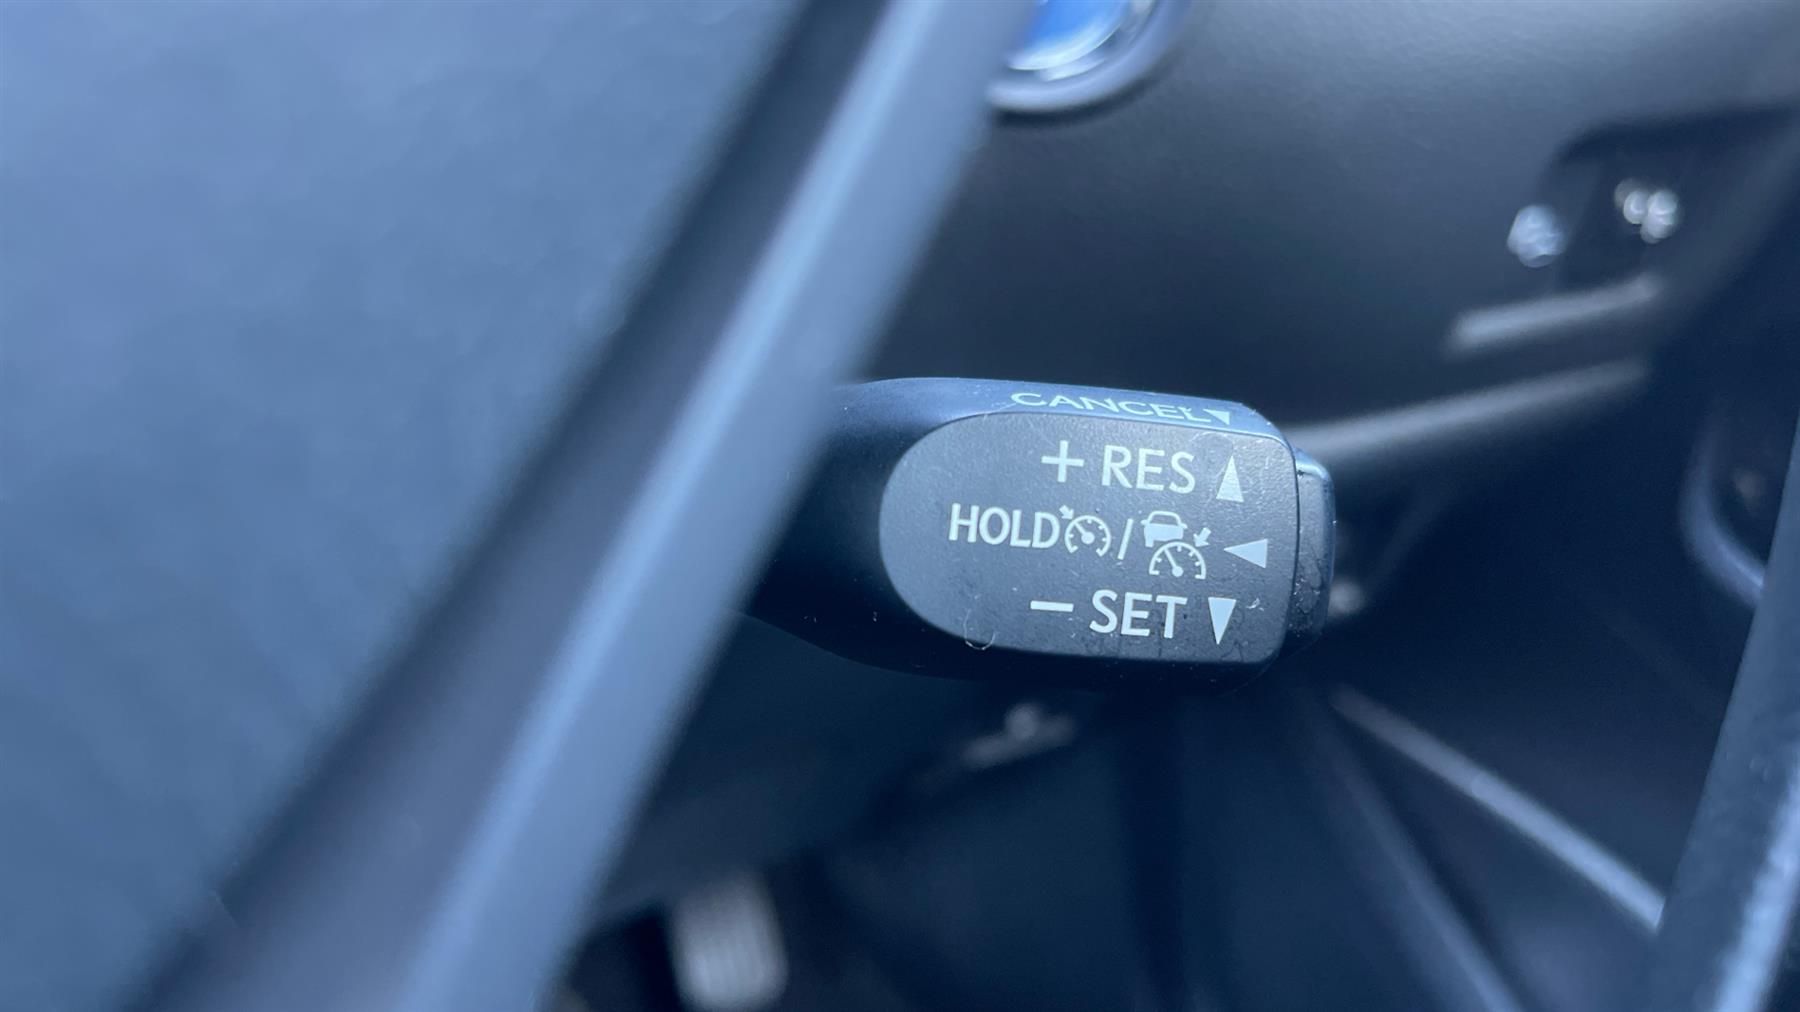 CANCEL
+ RES
HOLD /
− SET